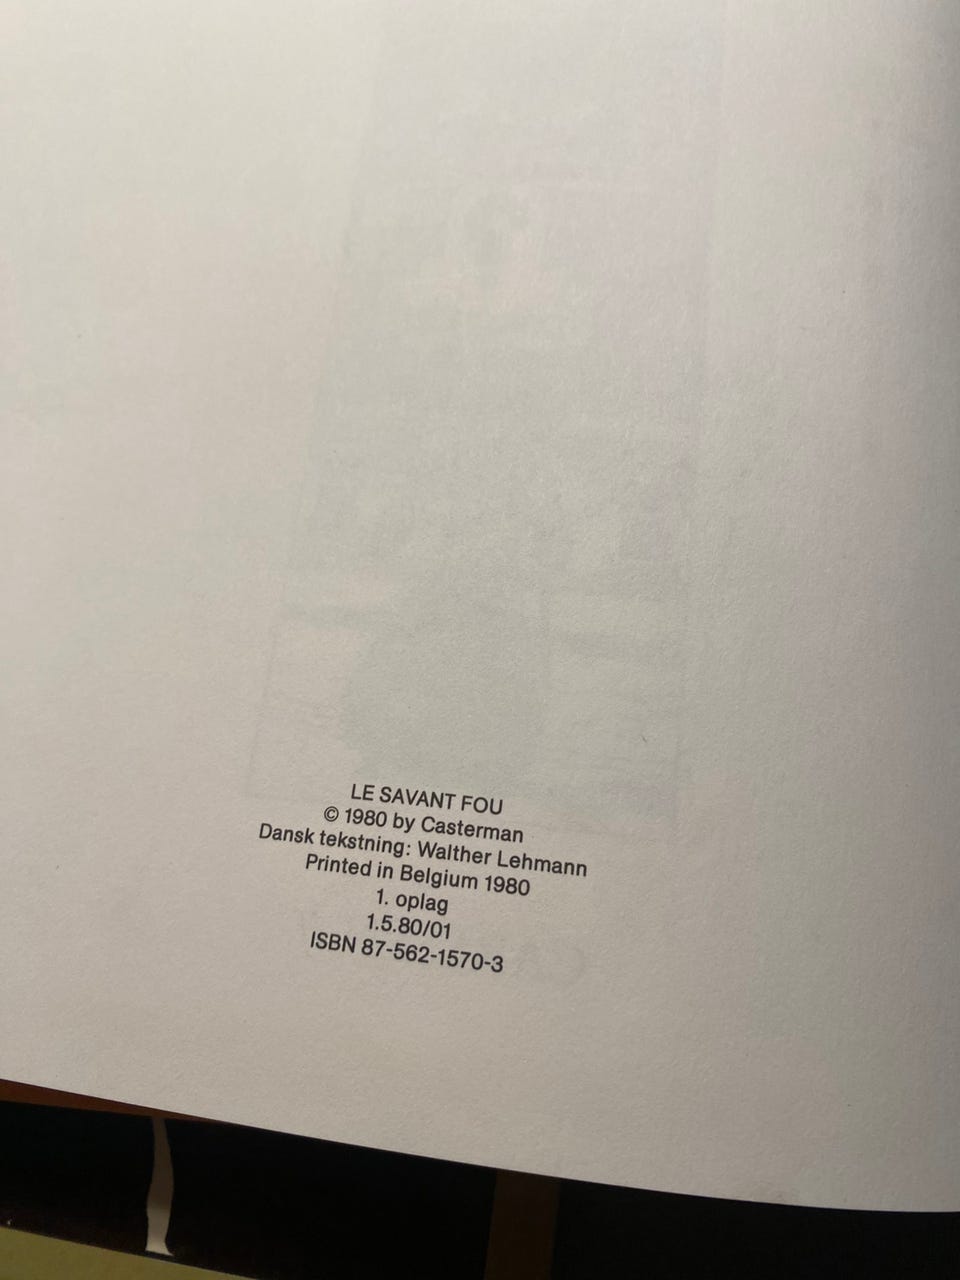 LE SAVANT FOU
© 1980 by Casterman
Dansk tekstning: Walther Lehmann
Printed in Belgium 1980
1. oplag
1.5.80/01
ISBN 87-562-1570-3